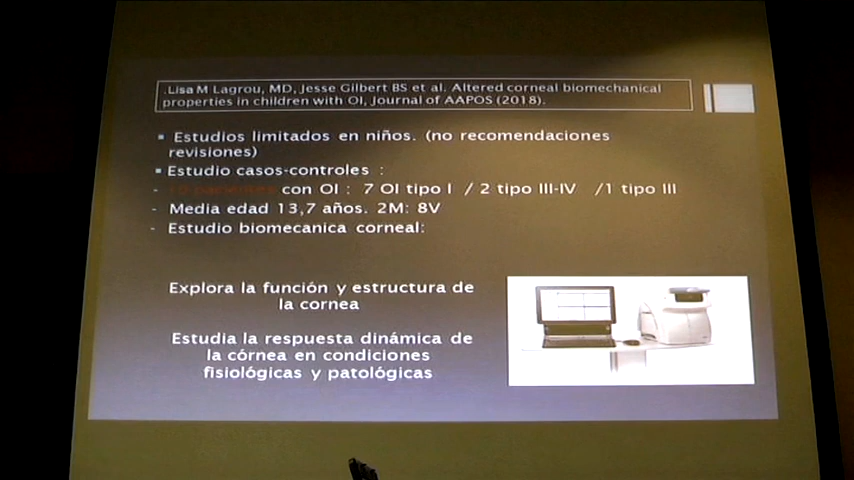 .Lisa M Lagrou, MD, Jesse Gilbert BS et al. Altered corneal biomechanical
properties in children with OI, Journal of AAPOS (2018).
▪ Estudios limitados en niños. (no recomendaciones
revisiones)
▪ Estudio casos-controles :
- 10 pacientes con OI : 7 OI tipo I / 2 tipo III-IV /1 tipo III
- Media edad 13,7 años. 2M: 8V
- Estudio biomecanica corneal:
Explora la función y estructura de
la cornea
Estudia la respuesta dinámica de
la córnea en condiciones
fisiológicas y patológicas